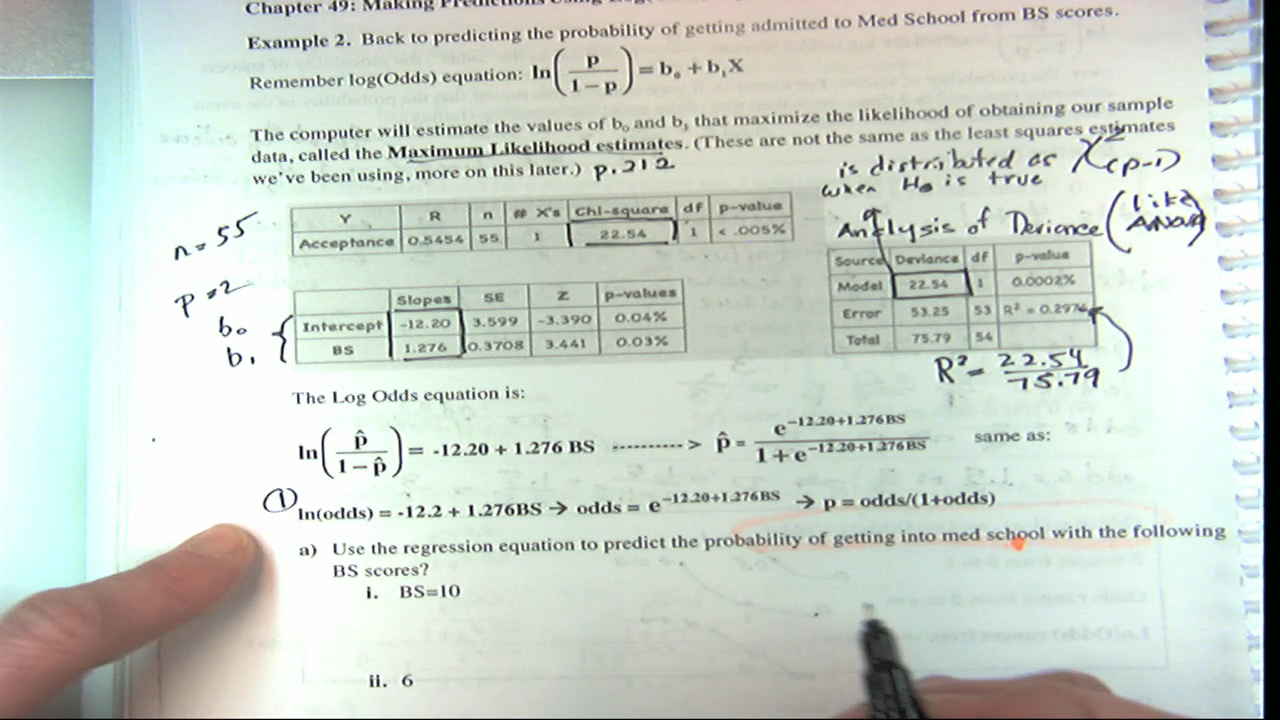 Chapter 49: Making Predictions Using
Example 2. Back to predicting the probability of getting admitted to Med School from BS scores.
Remember log(Odds) equation: ln(p/1−p) = b₀ + b₁X
The computer will estimate the values of b₀ and b₁ that maximize the likelihood of obtaining our sample
data, called the Maximum Likelihood estimates. (These are not the same as the least squares estimates
we've been using, more on this later.) p.212
is distributed as χ²(p-1)
when H₀ is true
n=55
Y R n # X's Chi-square df p-value
Acceptance 0.5454 55 1 22.54 1 < .005%
Analysis of Deviance (like ANOVA)
Source Deviance df p-value
Model 22.54 1 0.0002%
Error 53.25 53 R² = 0.2974
Total 75.79 54
R² = 22.54/75.79
p=2
b₀
b₁
Slopes SE Z p-values
Intercept -12.20 3.599 -3.390 0.04%
BS 1.276 0.3708 3.441 0.03%
The Log Odds equation is:
ln(p̂/1−p̂) = -12.20 + 1.276 BS ----------> p̂ = e^-12.20+1.276BS/1+e^-12.20+1.276BS same as:
① ln(odds) = -12.2 + 1.276BS → odds = e^-12.20+1.276BS → p = odds/(1+odds)
a) Use the regression equation to predict the probability of getting into med school with the following
BS scores?
i. BS=10
ii. 6